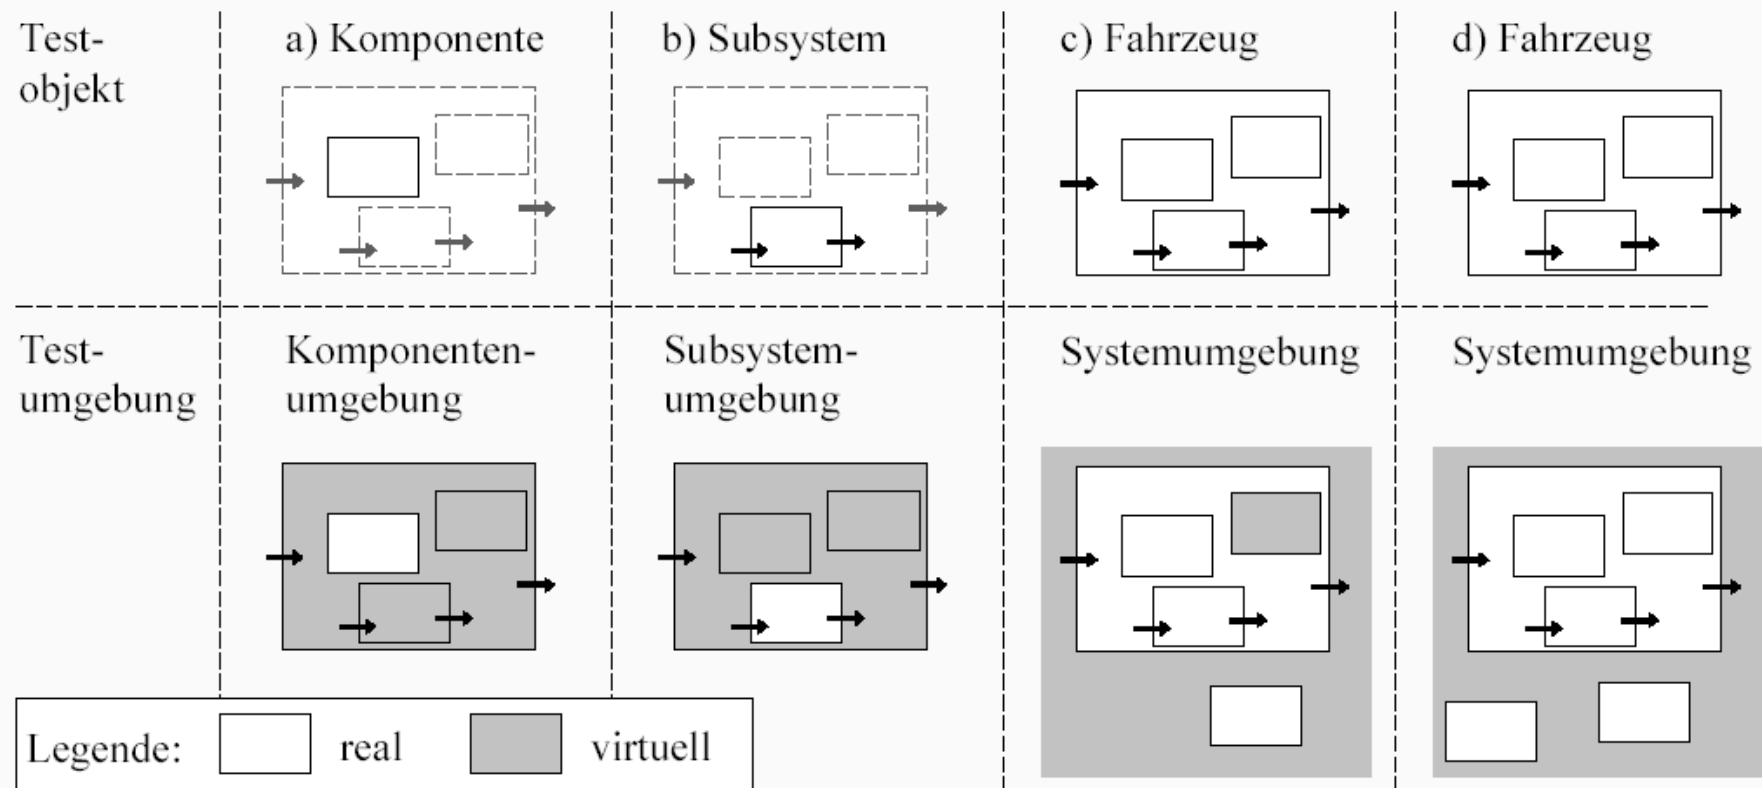 Test-
objekt
a) Komponente
b) Subsystem
c) Fahrzeug
d) Fahrzeug
Test-
umgebung
Komponenten-
umgebung
Subsystem-
umgebung
Systemumgebung
Systemumgebung
Legende:
real
virtuell